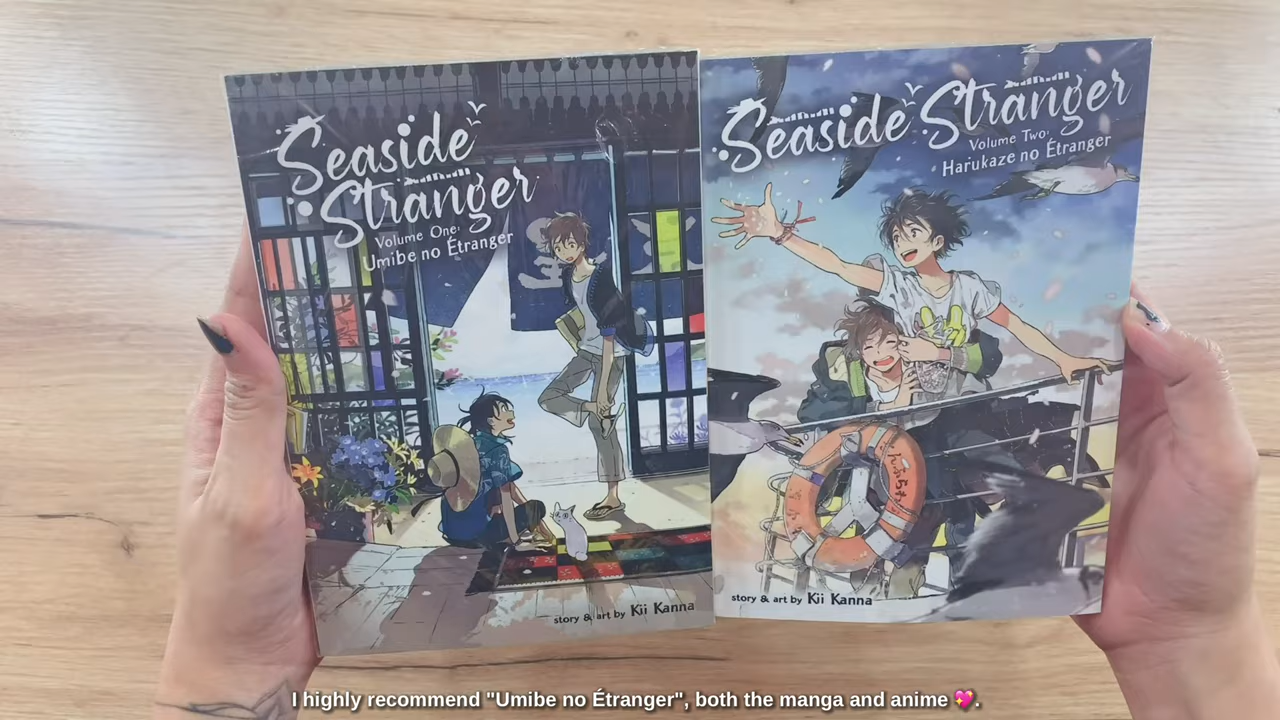 Seaside
Stranger
Volume One:
Umibe no Étranger
story & art by Kii Kanna
Seaside Stranger
Volume Two:
Harukaze no Étranger
story & art by Kii Kanna
I highly recommend "Umibe no Étranger", both the manga and anime 💖.